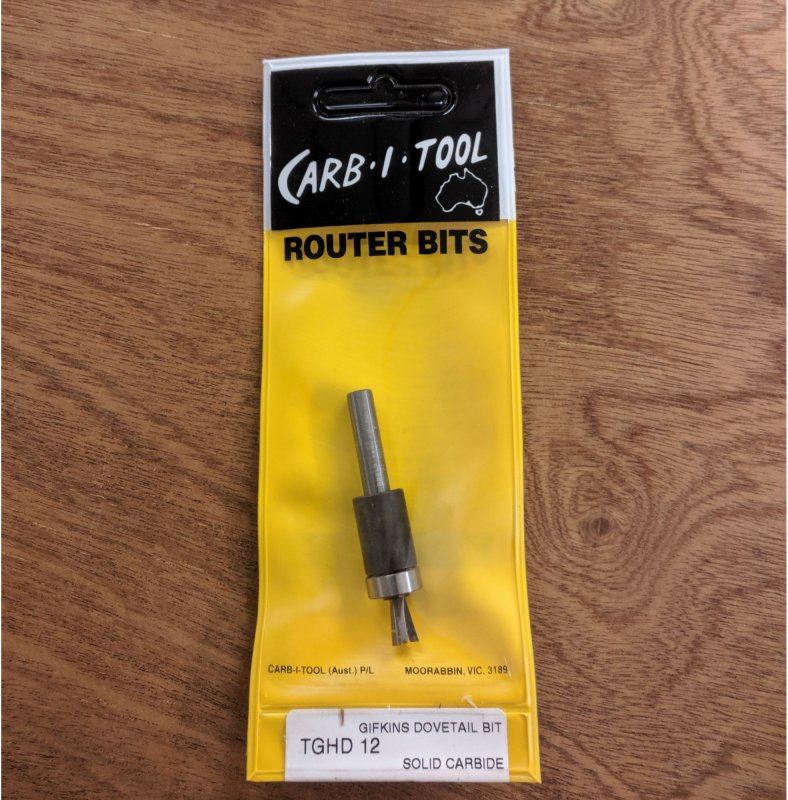 CARB·I·TOOL
ROUTER BITS
CARB-I-TOOL (Aust.) P/L MOORABBIN, VIC. 3189
GIFKINS DOVETAIL BIT
TGHD 12
SOLID CARBIDE